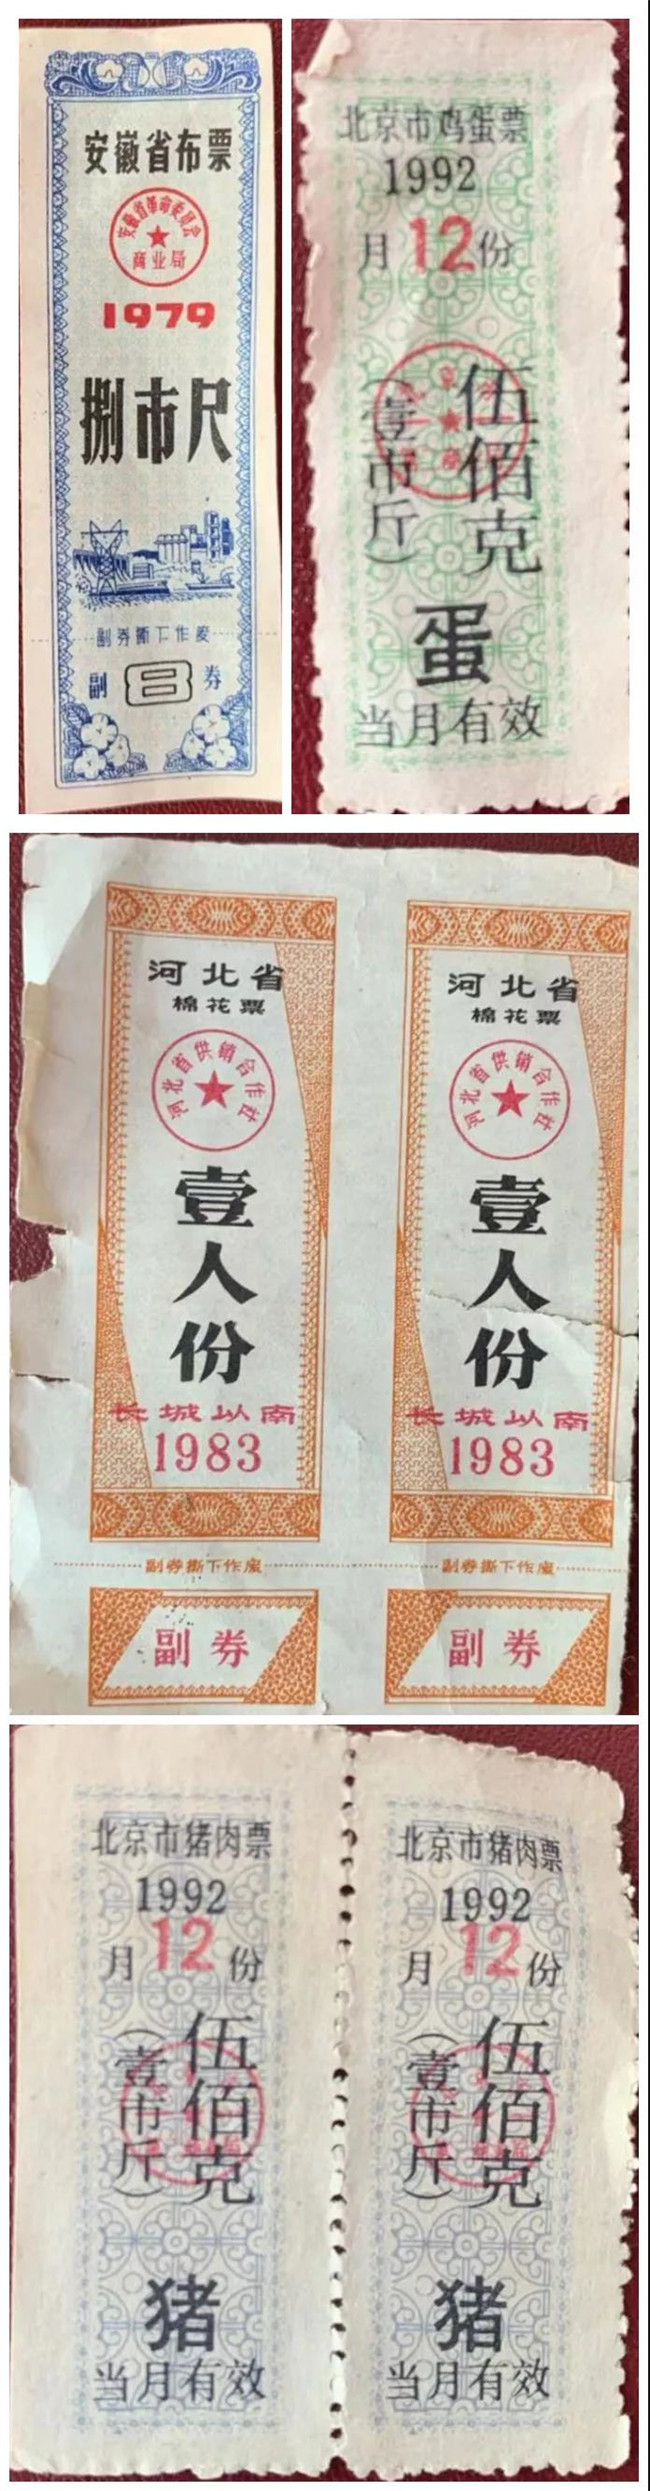 安徽省布票
安徽省革命委员会
商业局
1979
捌市尺
副券撕下作废
副 8 券
北京市鸡蛋票
1992
月12份
伍佰克
(壹市斤)
蛋
当月有效
河北省
棉花票
河北省供销合作社
壹人份
长城以南
1983
副券撕下作废
副券
河北省
棉花票
河北省供销合作社
壹人份
长城以南
1983
副券撕下作废
副券
北京市猪肉票
1992
月12份
伍佰克
(壹市斤)
猪
当月有效
北京市猪肉票
1992
月12份
伍佰克
(壹市斤)
猪
当月有效